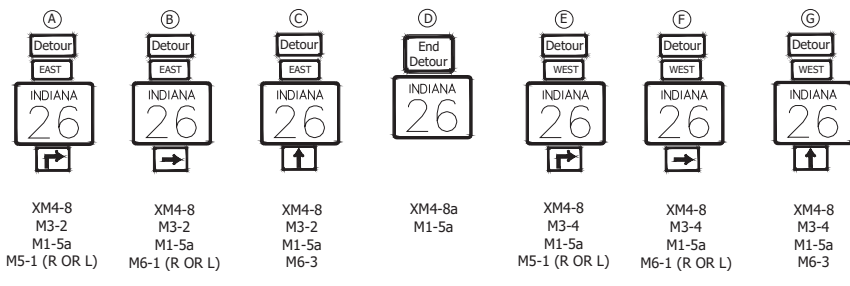 A B C D E F G
Detour Detour Detour End Detour Detour Detour Detour
EAST EAST EAST WEST WEST WEST
INDIANA INDIANA INDIANA INDIANA INDIANA INDIANA INDIANA
26 26 26 26 26 26 26
XM4-8 XM4-8 XM4-8 XM4-8a XM4-8 XM4-8 XM4-8
M3-2 M3-2 M3-2 M1-5a M3-4 M3-4 M3-4
M1-5a M1-5a M1-5a M1-5a M1-5a M1-5a
M5-1 (R OR L) M6-1 (R OR L) M6-3 M5-1 (R OR L) M6-1 (R OR L) M6-3